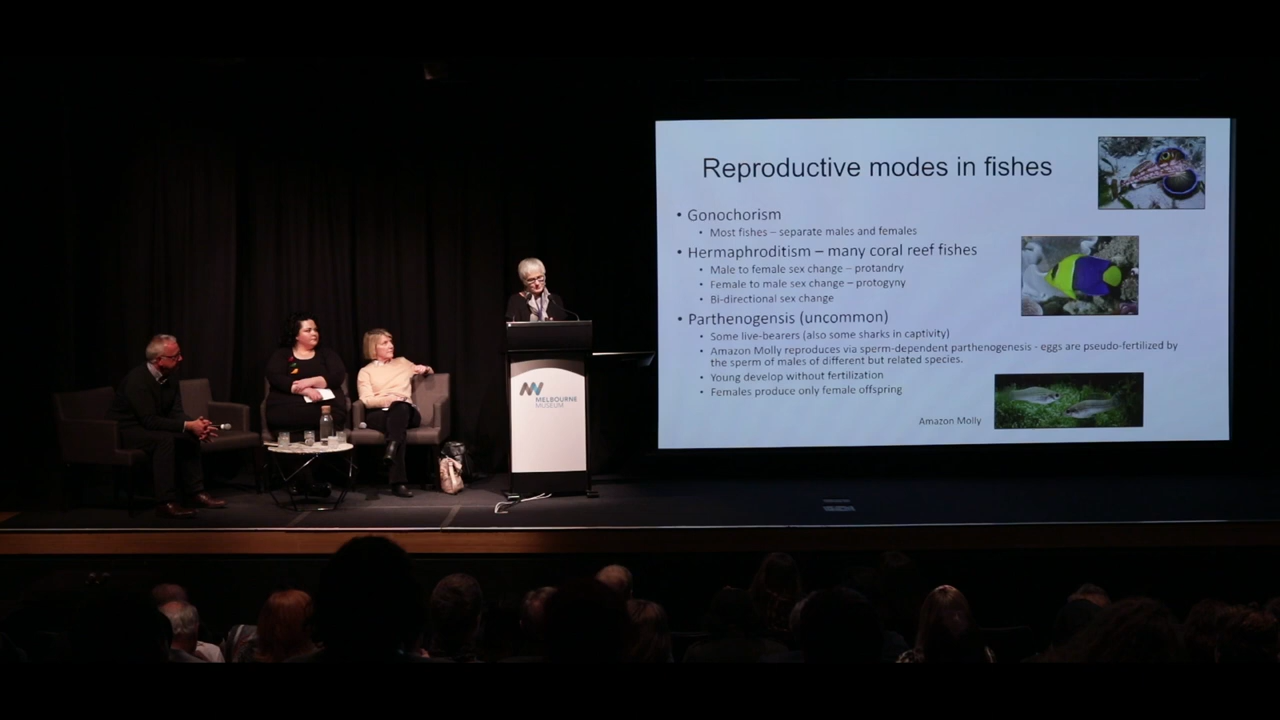 Reproductive modes in fishes
• Gonochorism
• Most fishes – separate males and females
• Hermaphroditism – many coral reef fishes
• Male to female sex change – protandry
• Female to male sex change – protogyny
• Bi-directional sex change
• Parthenogensis (uncommon)
• Some live-bearers (also some sharks in captivity)
• Amazon Molly reproduces via sperm-dependent parthenogenesis - eggs are pseudo-fertilized by
the sperm of males of different but related species.
• Young develop without fertilization
• Females produce only female offspring
Amazon Molly
MELBOURNE
MUSEUM